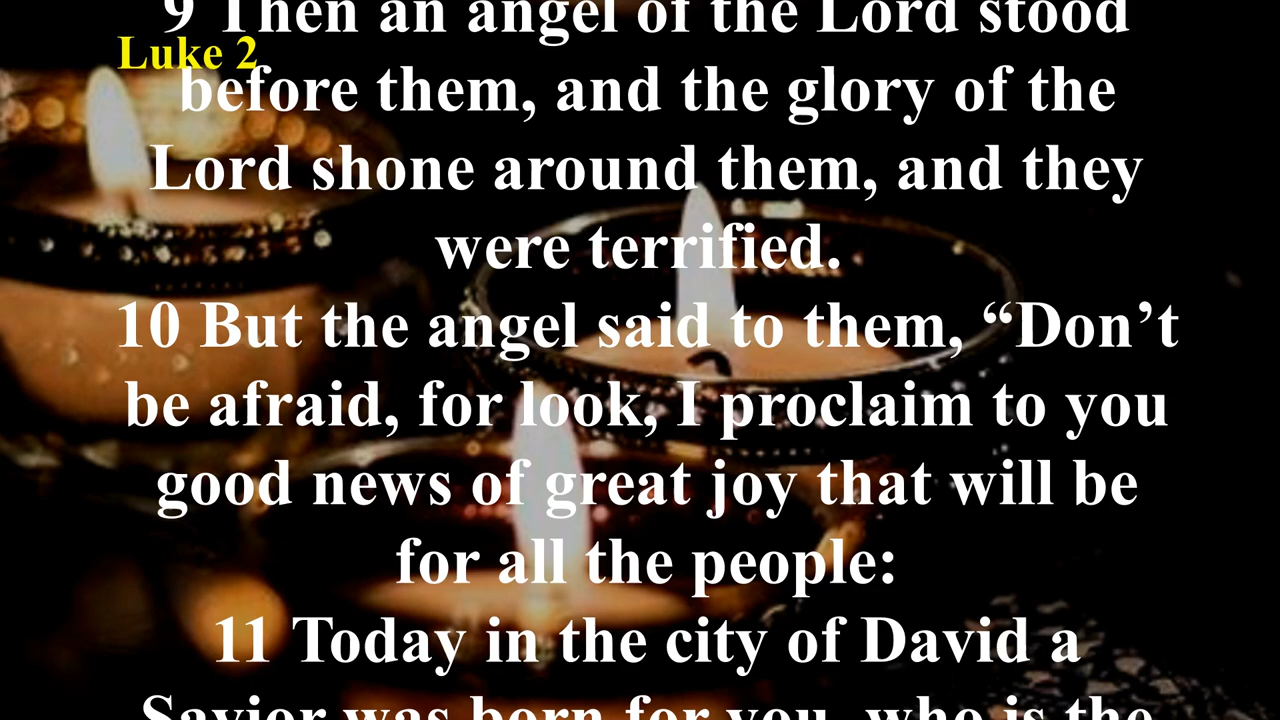 9 Then an angel of the Lord stood
Luke 2
before them, and the glory of the
Lord shone around them, and they
were terrified.
10 But the angel said to them, “Don’t
be afraid, for look, I proclaim to you
good news of great joy that will be
for all the people:
11 Today in the city of David a
Savior was born for you, who is the